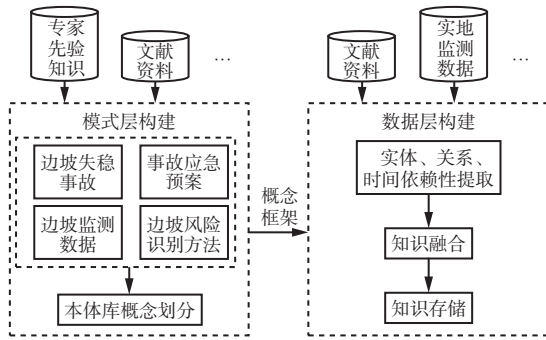 专家
先验
知识
文献
资料
...
文献
资料
实地
监测
数据
...
模式层构建
边坡失稳
事故
事故应急
预案
边坡监测
数据
边坡风险
识别方法
本体库概念划分
概念
框架
数据层构建
实体、关系、
时间依赖性提取
知识融合
知识存储